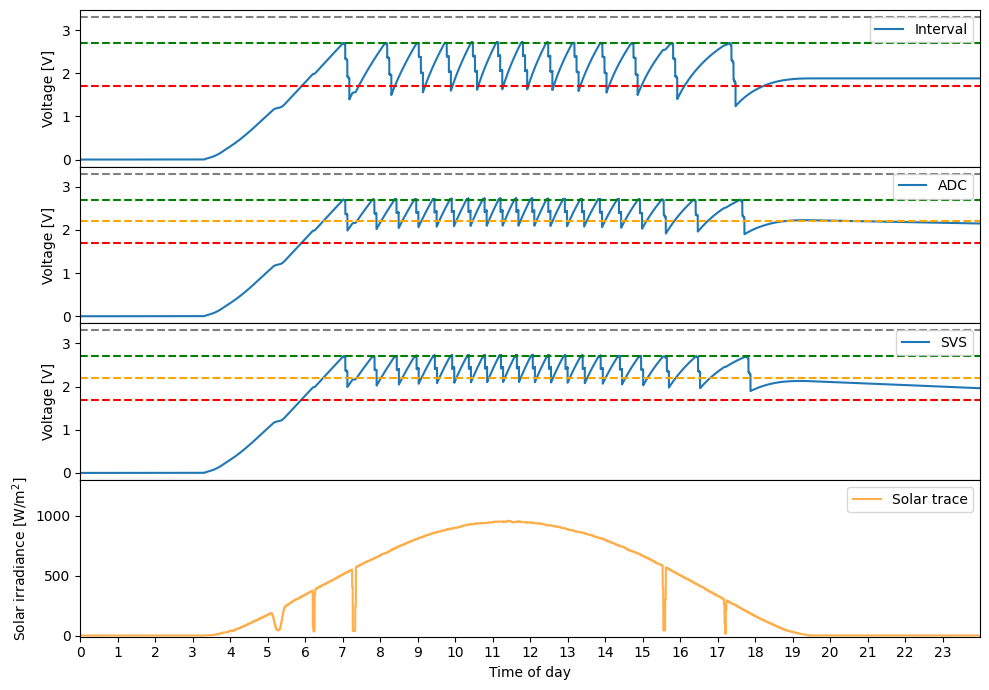 Voltage [V]
3
2
1
0
Interval
Voltage [V]
3
2
1
0
ADC
Voltage [V]
3
2
1
0
SVS
Solar irradiance [W/m²]
1000
500
0
Solar trace
0 1 2 3 4 5 6 7 8 9 10 11 12 13 14 15 16 17 18 19 20 21 22 23
Time of day